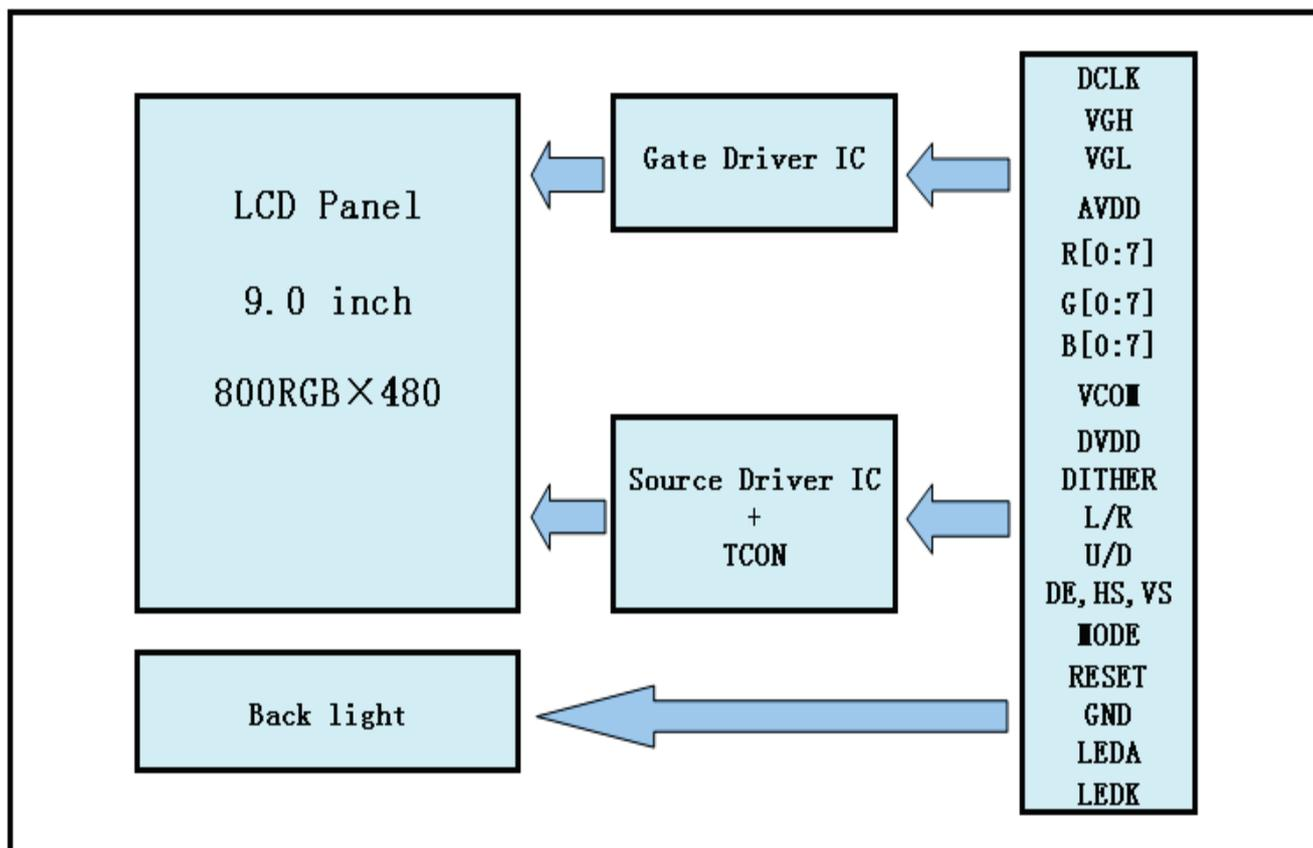 LCD Panel
9.0 inch
800RGB×480
Gate Driver IC
Source Driver IC
+
TCON
Back light
DCLK
VGH
VGL
AVDD
R[0:7]
G[0:7]
B[0:7]
VCOM
DVDD
DITHER
L/R
U/D
DE,HS,VS
MODE
RESET
GND
LEDA
LEDK